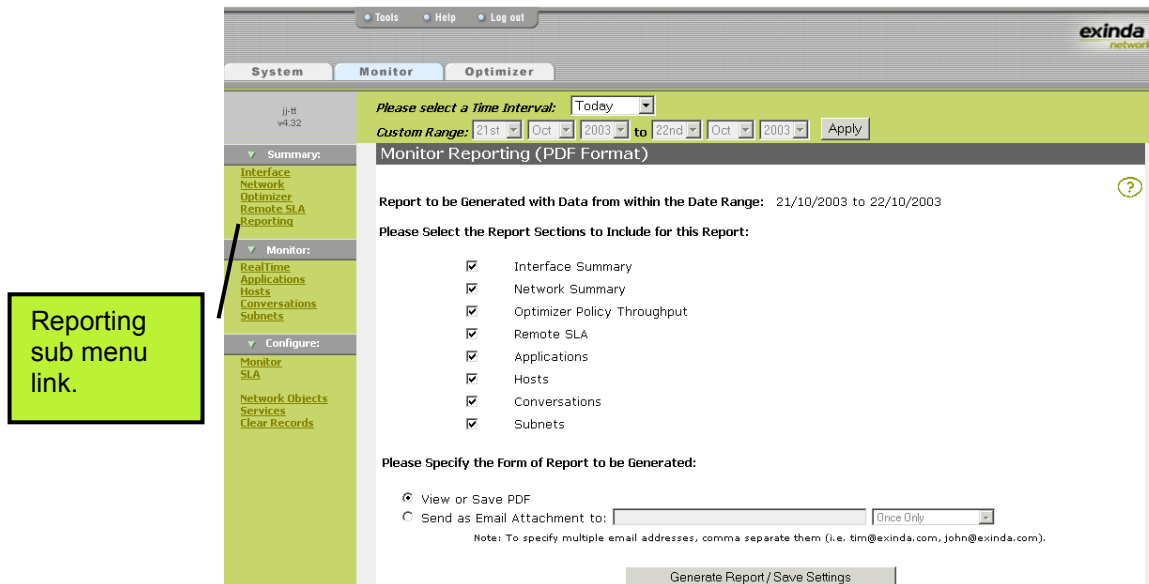 Tools Help Log out
exinda
network
System Monitor Optimizer
jj-tt
v4.32
Please select a Time Interval: Today
Custom Range: 21st Oct 2003 to 22nd Oct 2003 Apply
Summary:
Interface
Network
Optimizer
Remote SLA
Reporting
Monitor:
RealTime
Applications
Hosts
Conversations
Subnets
Configure:
Monitor
SLA
Network Objects
Services
Clear Records
Reporting
sub menu
link.
Monitor Reporting (PDF Format)
?
Report to be Generated with Data from within the Date Range: 21/10/2003 to 22/10/2003
Please Select the Report Sections to Include for this Report:
Interface Summary
Network Summary
Optimizer Policy Throughput
Remote SLA
Applications
Hosts
Conversations
Subnets
Please Specify the Form of Report to be Generated:
View or Save PDF
Send as Email Attachment to: Once Only
Note: To specify multiple email addresses, comma separate them (i.e. tim@exinda.com, john@exinda.com).
Generate Report / Save Settings